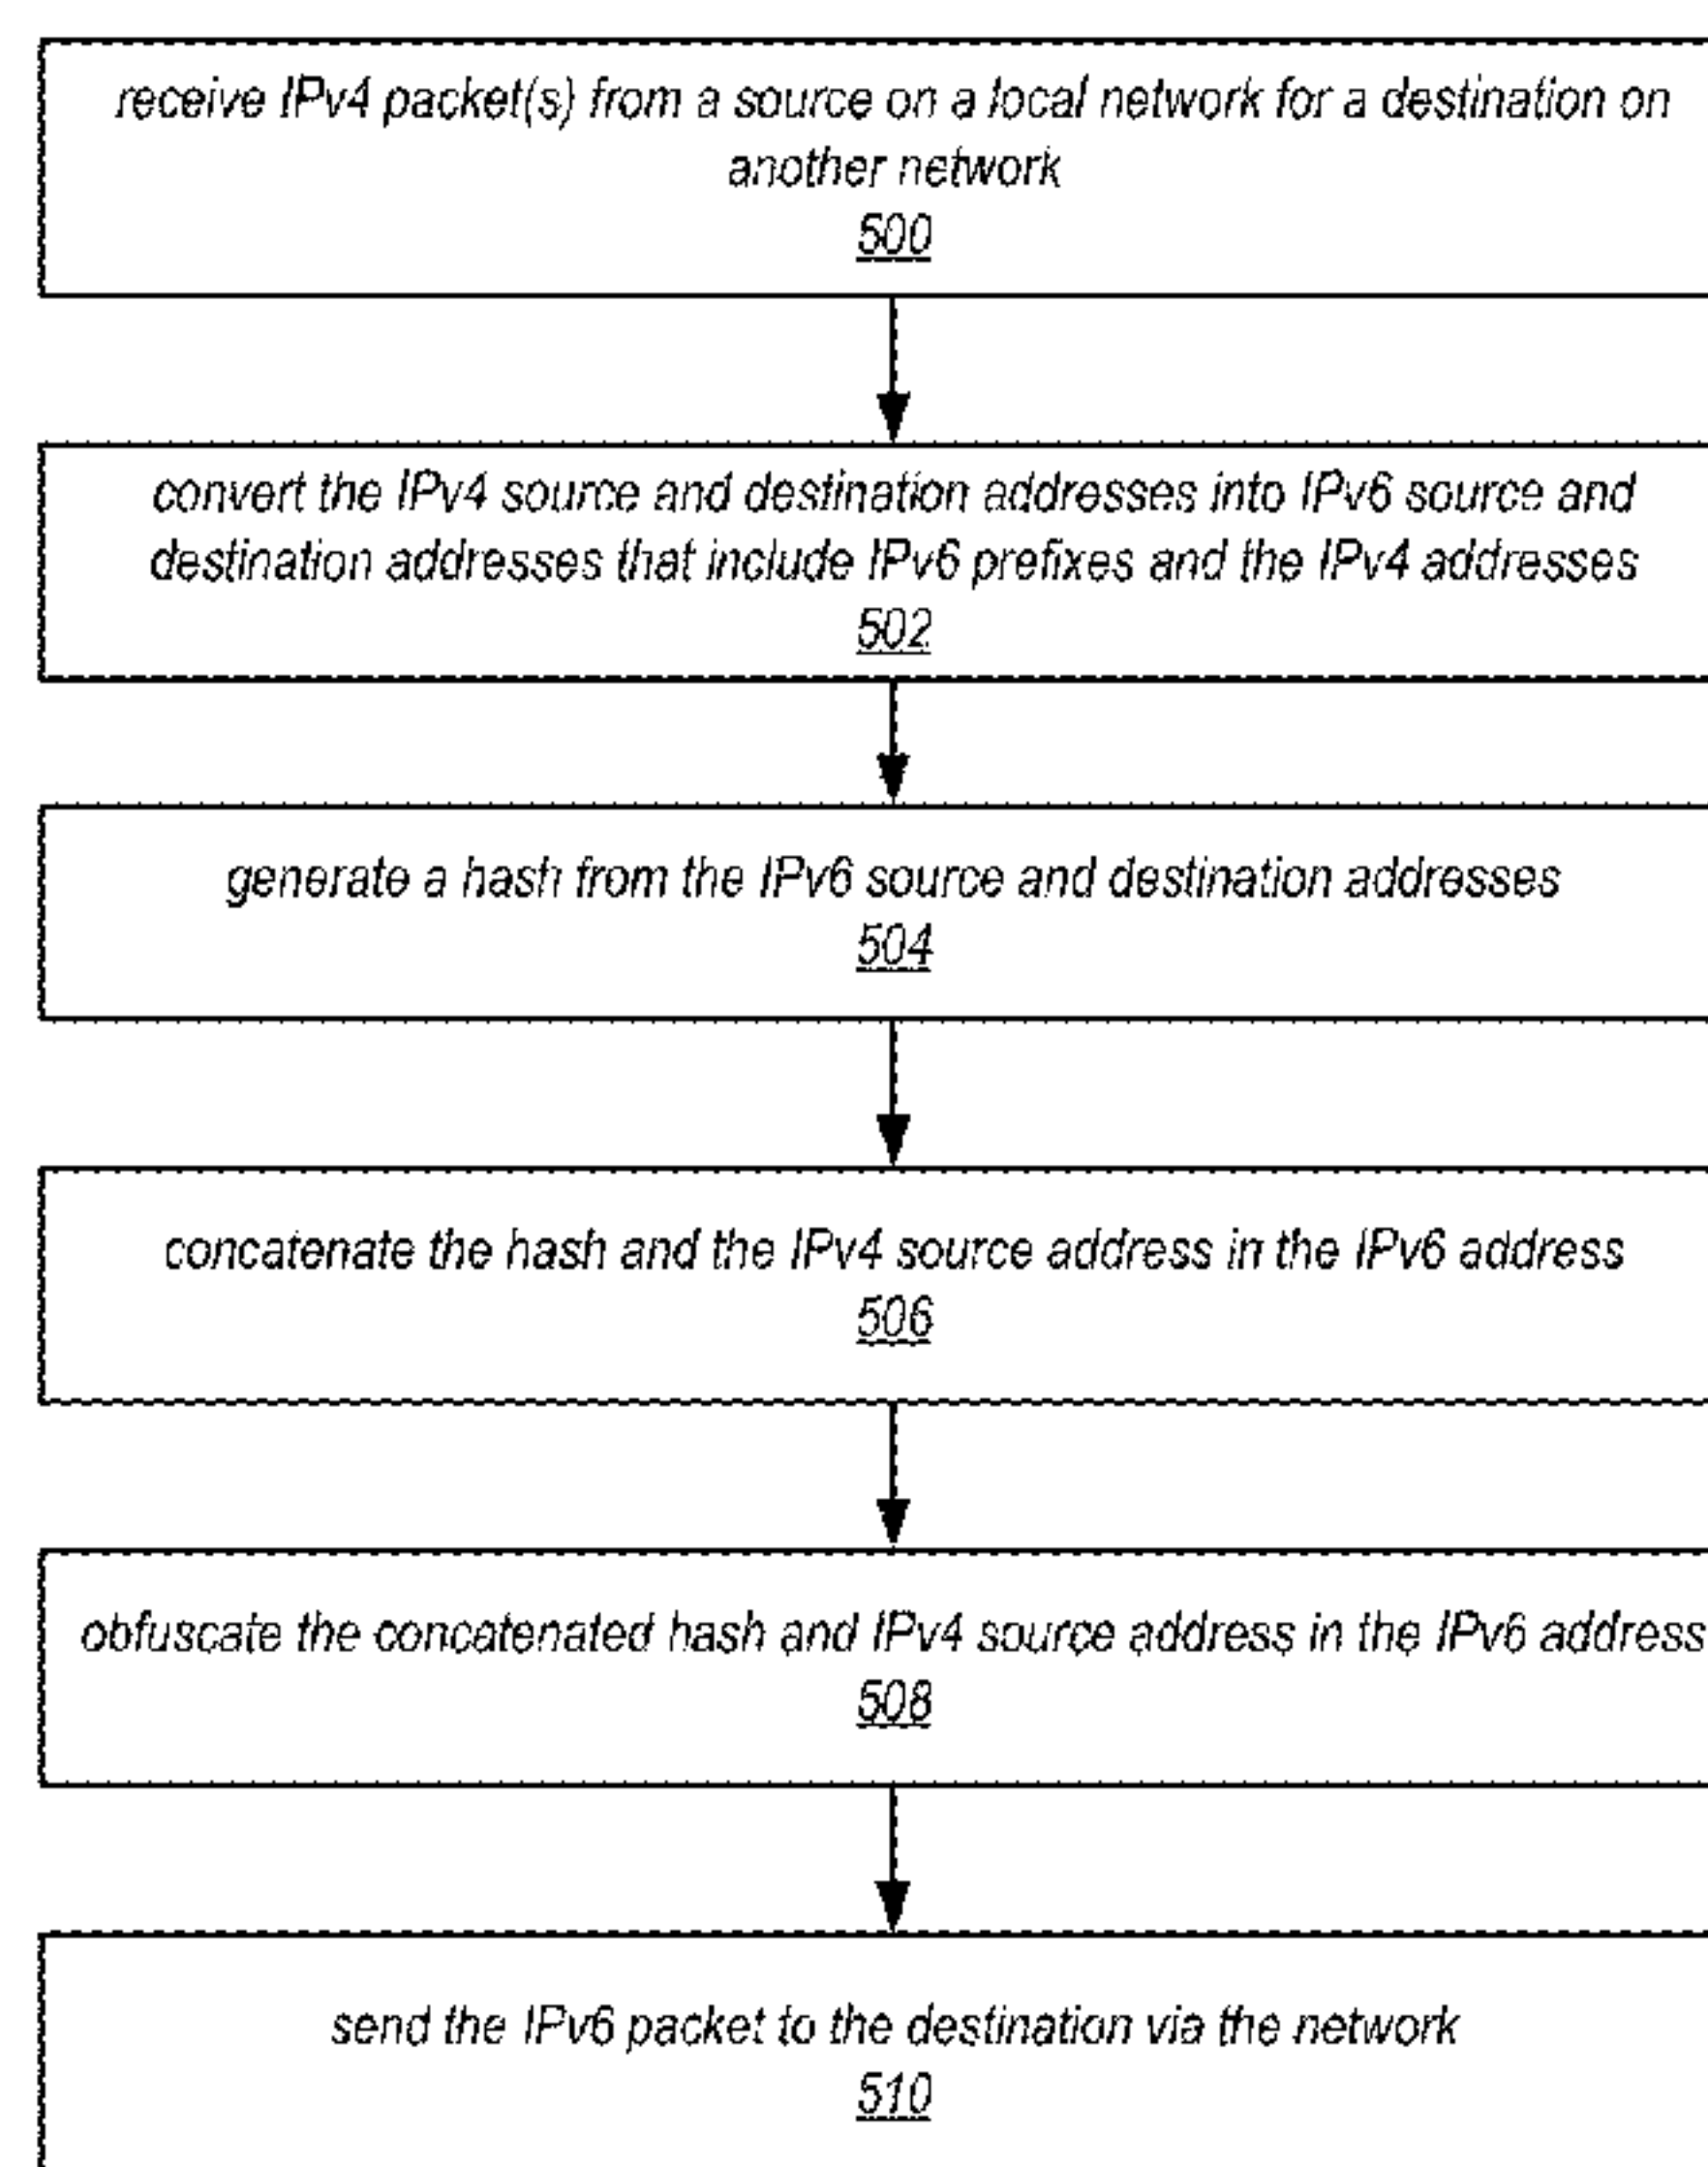 receive IPv4 packet(s) from a source on a local network for a destination on
another network
500
convert the IPv4 source and destination addresses into IPv6 source and
destination addresses that include IPv6 prefixes and the IPv4 addresses
502
generate a hash from the IPv6 source and destination addresses
504
concatenate the hash and the IPv4 source address in the IPv6 address
506
obfuscate the concatenated hash and IPv4 source address in the IPv6 address
508
send the IPv6 packet to the destination via the network
510